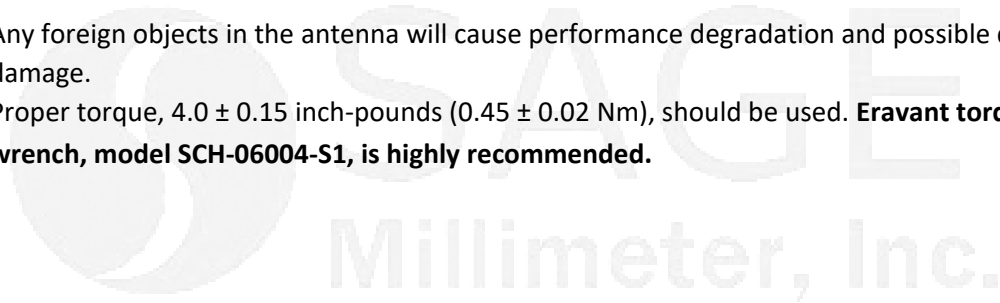 Any foreign objects in the antenna will cause performance degradation and possible
damage.
Proper torque, 4.0 ± 0.15 inch-pounds (0.45 ± 0.02 Nm), should be used. Eravant
wrench, model SCH-06004-S1, is highly recommended.
SAGE
Millimeter, Inc.